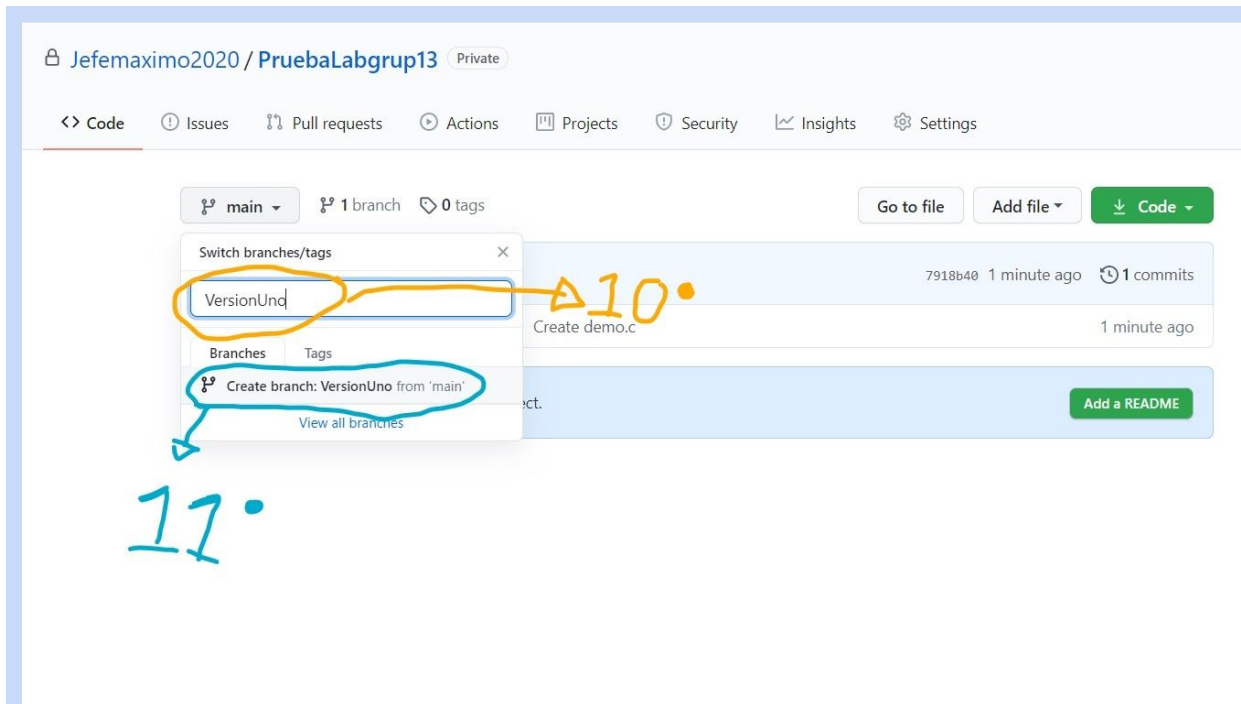 Jefemaximo2020 / PruebaLabgrup13 Private
<> Code Issues Pull requests Actions Projects Security Insights Settings
main 1 branch 0 tags Go to file Add file Code
Switch branches/tags
7918b40 1 minute ago 1 commits
VersionUno
10.
Create demo.c 1 minute ago
Branches Tags
Create branch: VersionUno from 'main'
ect. Add a README
View all branches
11.